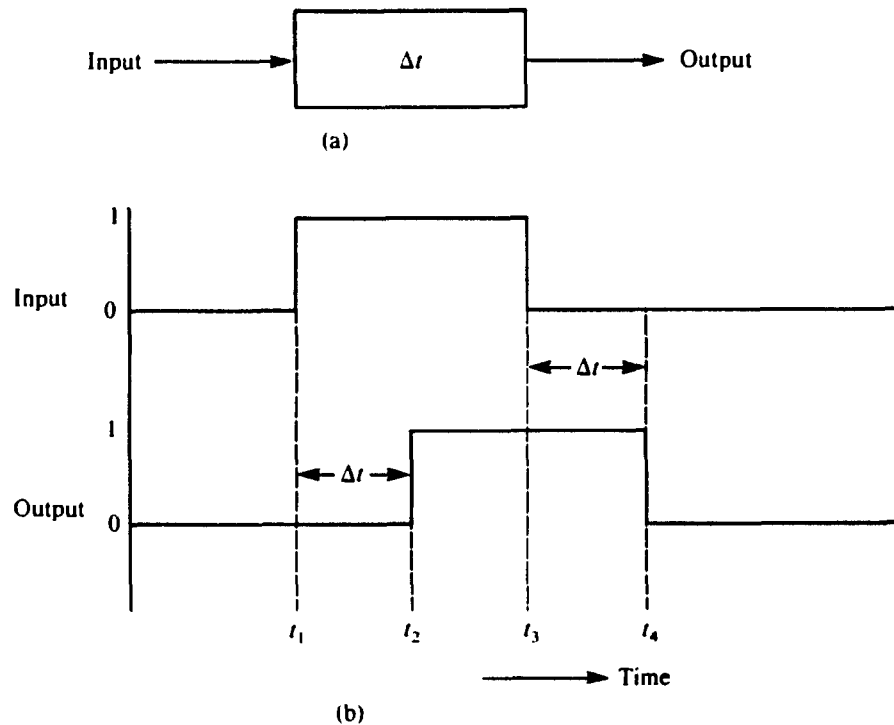 Input Δt Output
(a)
1
Input 0
Δt
1
Δt
Output 0
t₁ t₂ t₃ t₄
Time
(b)